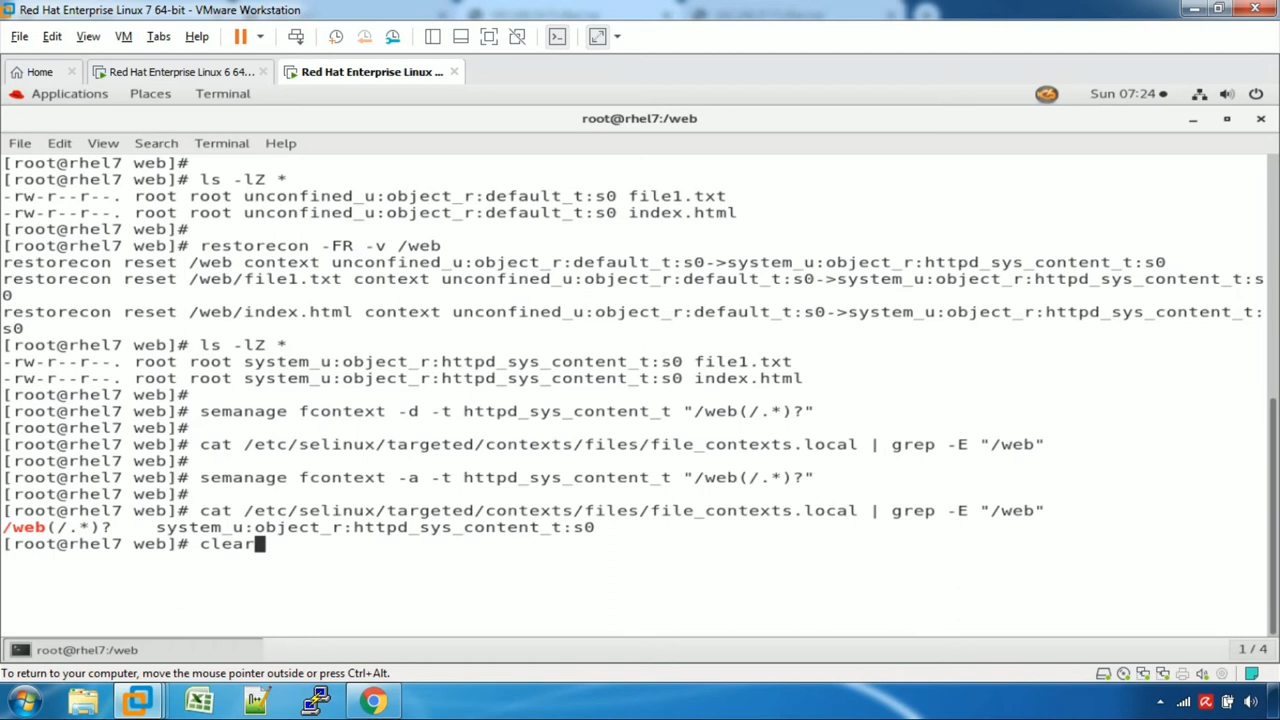 Red Hat Enterprise Linux 7 64-bit - VMware Workstation
File Edit View VM Tabs Help
Home Red Hat Enterprise Linux 6 64... Red Hat Enterprise Linux ...
Applications Places Terminal Sun 07:24
root@rhel7:/web
File Edit View Search Terminal Help
[root@rhel7 web]#
[root@rhel7 web]# ls -lZ *
-rw-r--r--. root root unconfined_u:object_r:default_t:s0 file1.txt
-rw-r--r--. root root unconfined_u:object_r:default_t:s0 index.html
[root@rhel7 web]#
[root@rhel7 web]# restorecon -FR -v /web
restorecon reset /web context unconfined_u:object_r:default_t:s0->system_u:object_r:httpd_sys_content_t:s0
restorecon reset /web/file1.txt context unconfined_u:object_r:default_t:s0->system_u:object_r:httpd_sys_content_t:s
0
restorecon reset /web/index.html context unconfined_u:object_r:default_t:s0->system_u:object_r:httpd_sys_content_t:
s0
[root@rhel7 web]# ls -lZ *
-rw-r--r--. root root system_u:object_r:httpd_sys_content_t:s0 file1.txt
-rw-r--r--. root root system_u:object_r:httpd_sys_content_t:s0 index.html
[root@rhel7 web]#
[root@rhel7 web]# semanage fcontext -d -t httpd_sys_content_t "/web(/.*)?"
[root@rhel7 web]#
[root@rhel7 web]# cat /etc/selinux/targeted/contexts/files/file_contexts.local | grep -E "/web"
[root@rhel7 web]#
[root@rhel7 web]# semanage fcontext -a -t httpd_sys_content_t "/web(/.*)?"
[root@rhel7 web]#
[root@rhel7 web]# cat /etc/selinux/targeted/contexts/files/file_contexts.local | grep -E "/web"
/web(/.*)? system_u:object_r:httpd_sys_content_t:s0
[root@rhel7 web]# clear
root@rhel7:/web 1 / 4
To return to your computer, move the mouse pointer outside or press Ctrl+Alt.